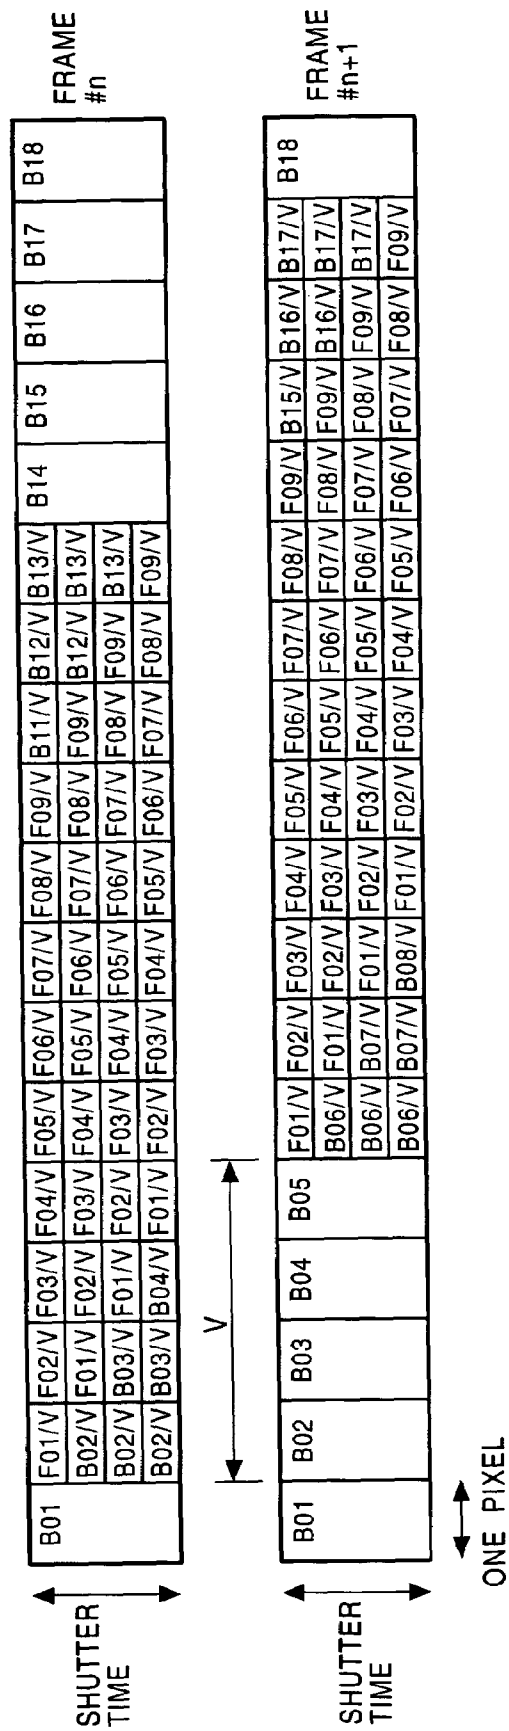 FRAME
#n
SHUTTER
TIME
B01 F01/V F02/V F03/V F04/V F05/V F06/V F07/V F08/V F09/V B11/V B12/V B13/V B14 B15 B16 B17 B18
B02/V F01/V F02/V F03/V F04/V F05/V F06/V F07/V F08/V F09/V B12/V B13/V
B02/V B03/V F01/V F02/V F03/V F04/V F05/V F06/V F07/V F08/V F09/V B13/V
B02/V B03/V B04/V F01/V F02/V F03/V F04/V F05/V F06/V F07/V F08/V F09/V
V
FRAME
#n+1
SHUTTER
TIME
B01 B02 B03 B04 B05 F01/V F02/V F03/V F04/V F05/V F06/V F07/V F08/V F09/V B15/V B16/V B17/V B18
B06/V F01/V F02/V F03/V F04/V F05/V F06/V F07/V F08/V F09/V B16/V B17/V
B06/V B07/V F01/V F02/V F03/V F04/V F05/V F06/V F07/V F08/V F09/V B17/V
B06/V B07/V B08/V F01/V F02/V F03/V F04/V F05/V F06/V F07/V F08/V F09/V
ONE PIXEL